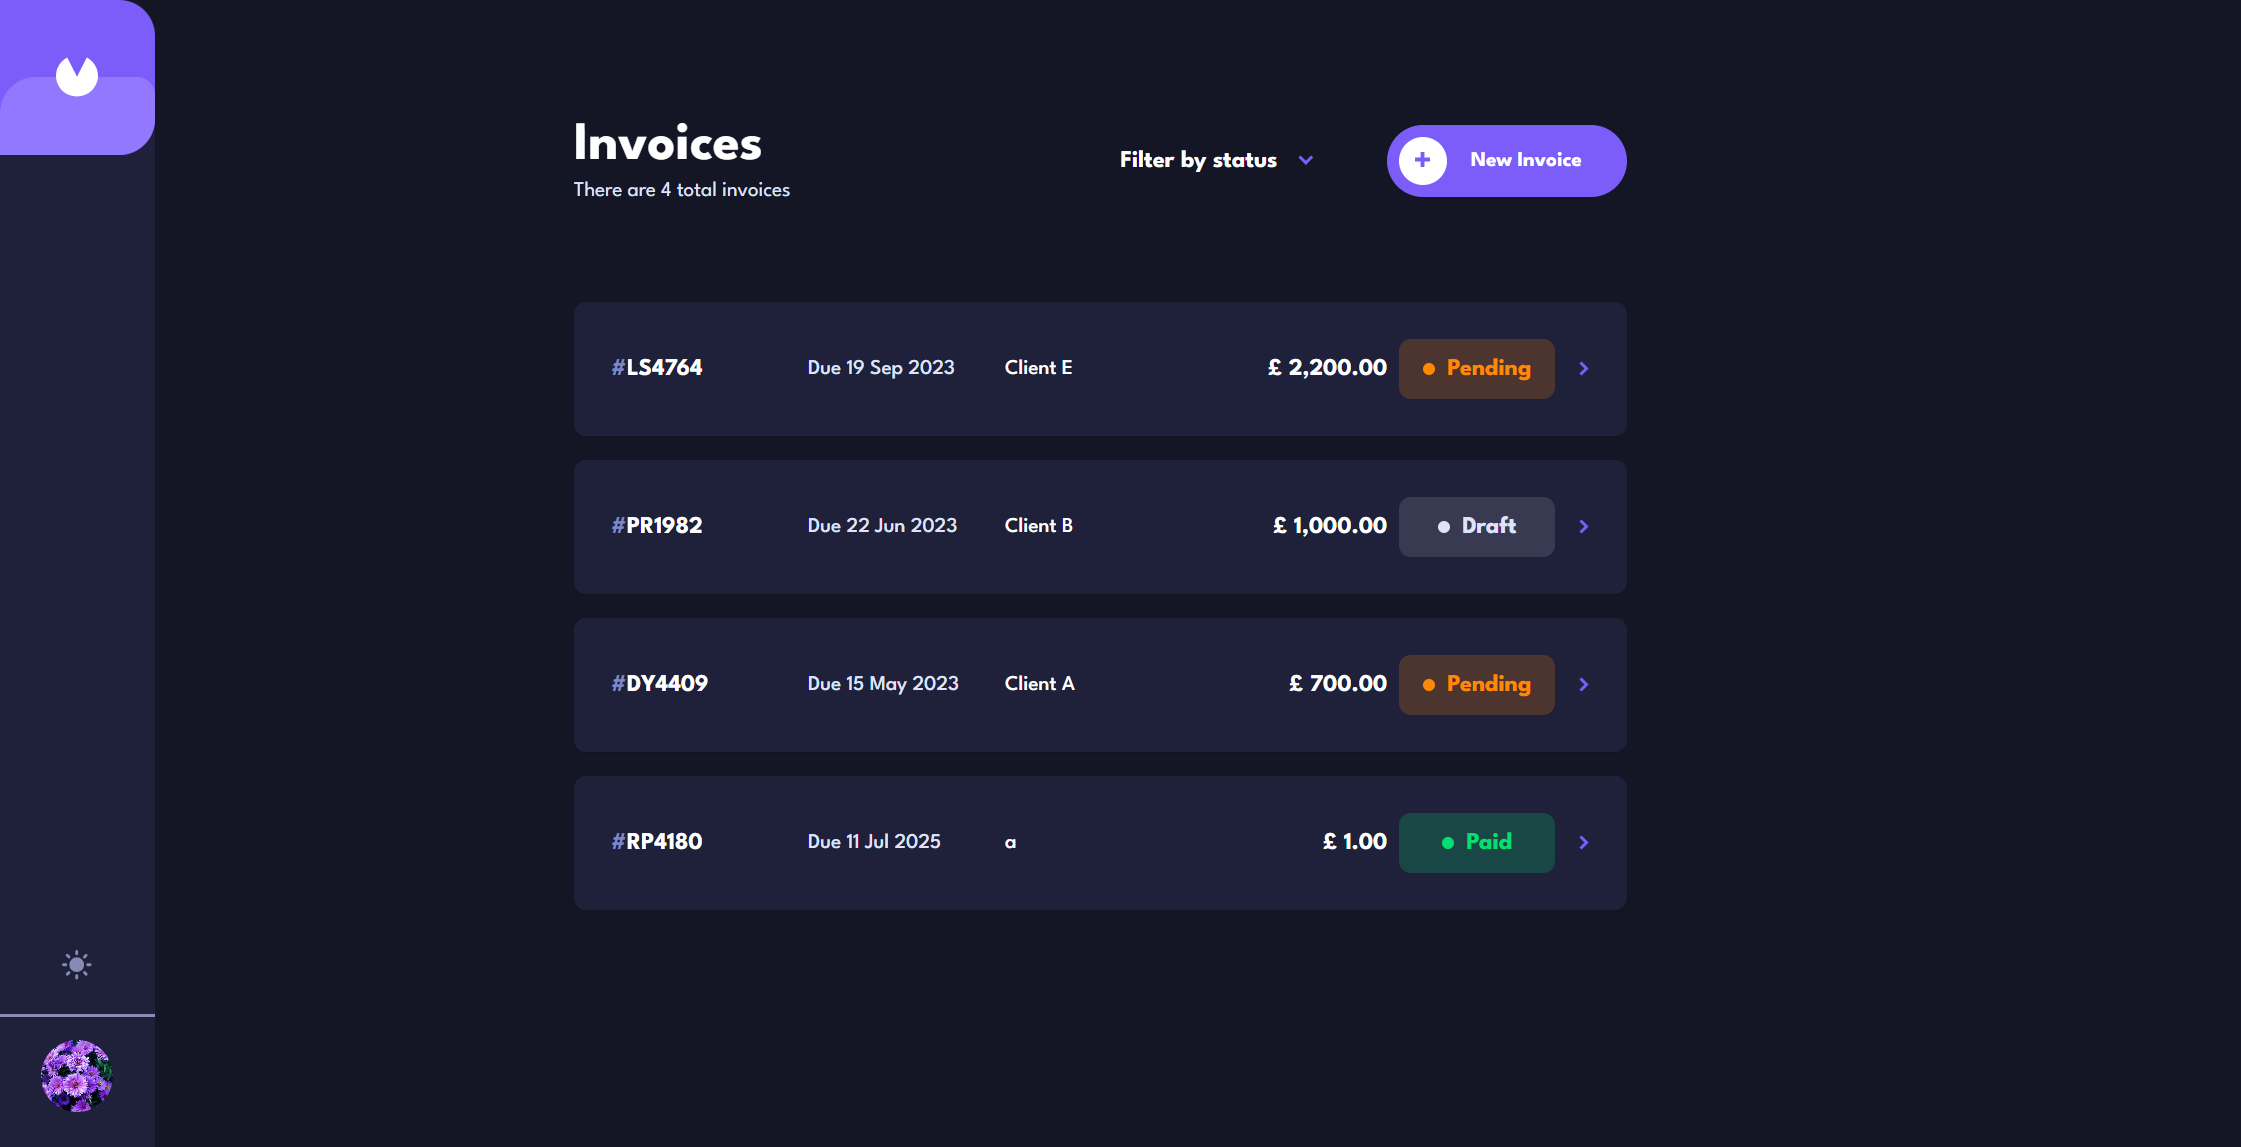 Invoices
There are 4 total invoices
Filter by status
New Invoice
#LS4764 Due 19 Sep 2023 Client E £ 2,200.00 Pending
#PR1982 Due 22 Jun 2023 Client B £ 1,000.00 Draft
#DY4409 Due 15 May 2023 Client A £ 700.00 Pending
#RP4180 Due 11 Jul 2025 a £ 1.00 Paid